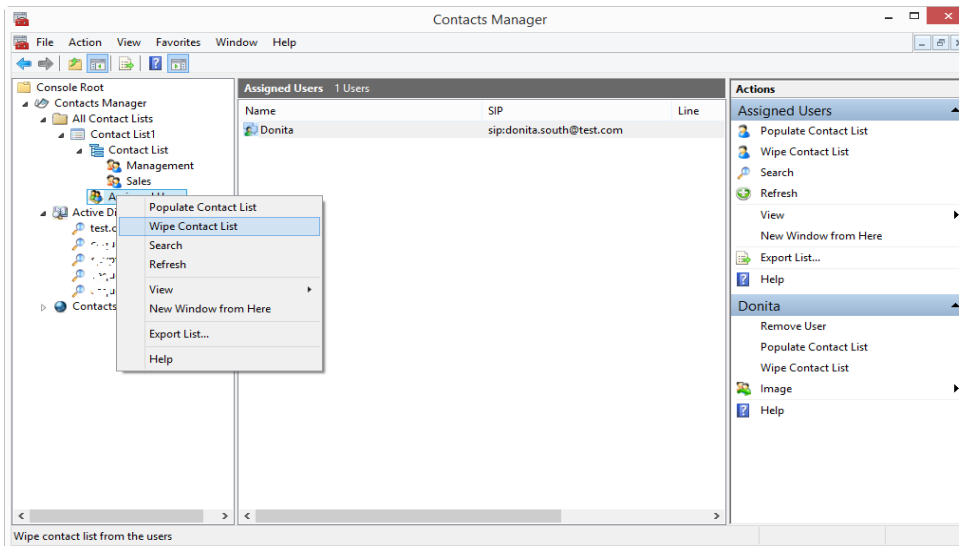 Contacts Manager
File Action View Favorites Window Help
Console Root
Contacts Manager
All Contact Lists
Contact List1
Contact List
Management
Sales
Active
test.c
Contacts
Populate Contact List
Wipe Contact List
Search
Refresh
View
New Window from Here
Export List...
Help
Assigned Users 1 Users
Name SIP Line
Donita sip:donita.south@test.com
Actions
Assigned Users
Populate Contact List
Wipe Contact List
Search
Refresh
View
New Window from Here
Export List...
Help
Donita
Remove User
Populate Contact List
Wipe Contact List
Image
Help
Wipe contact list from the users